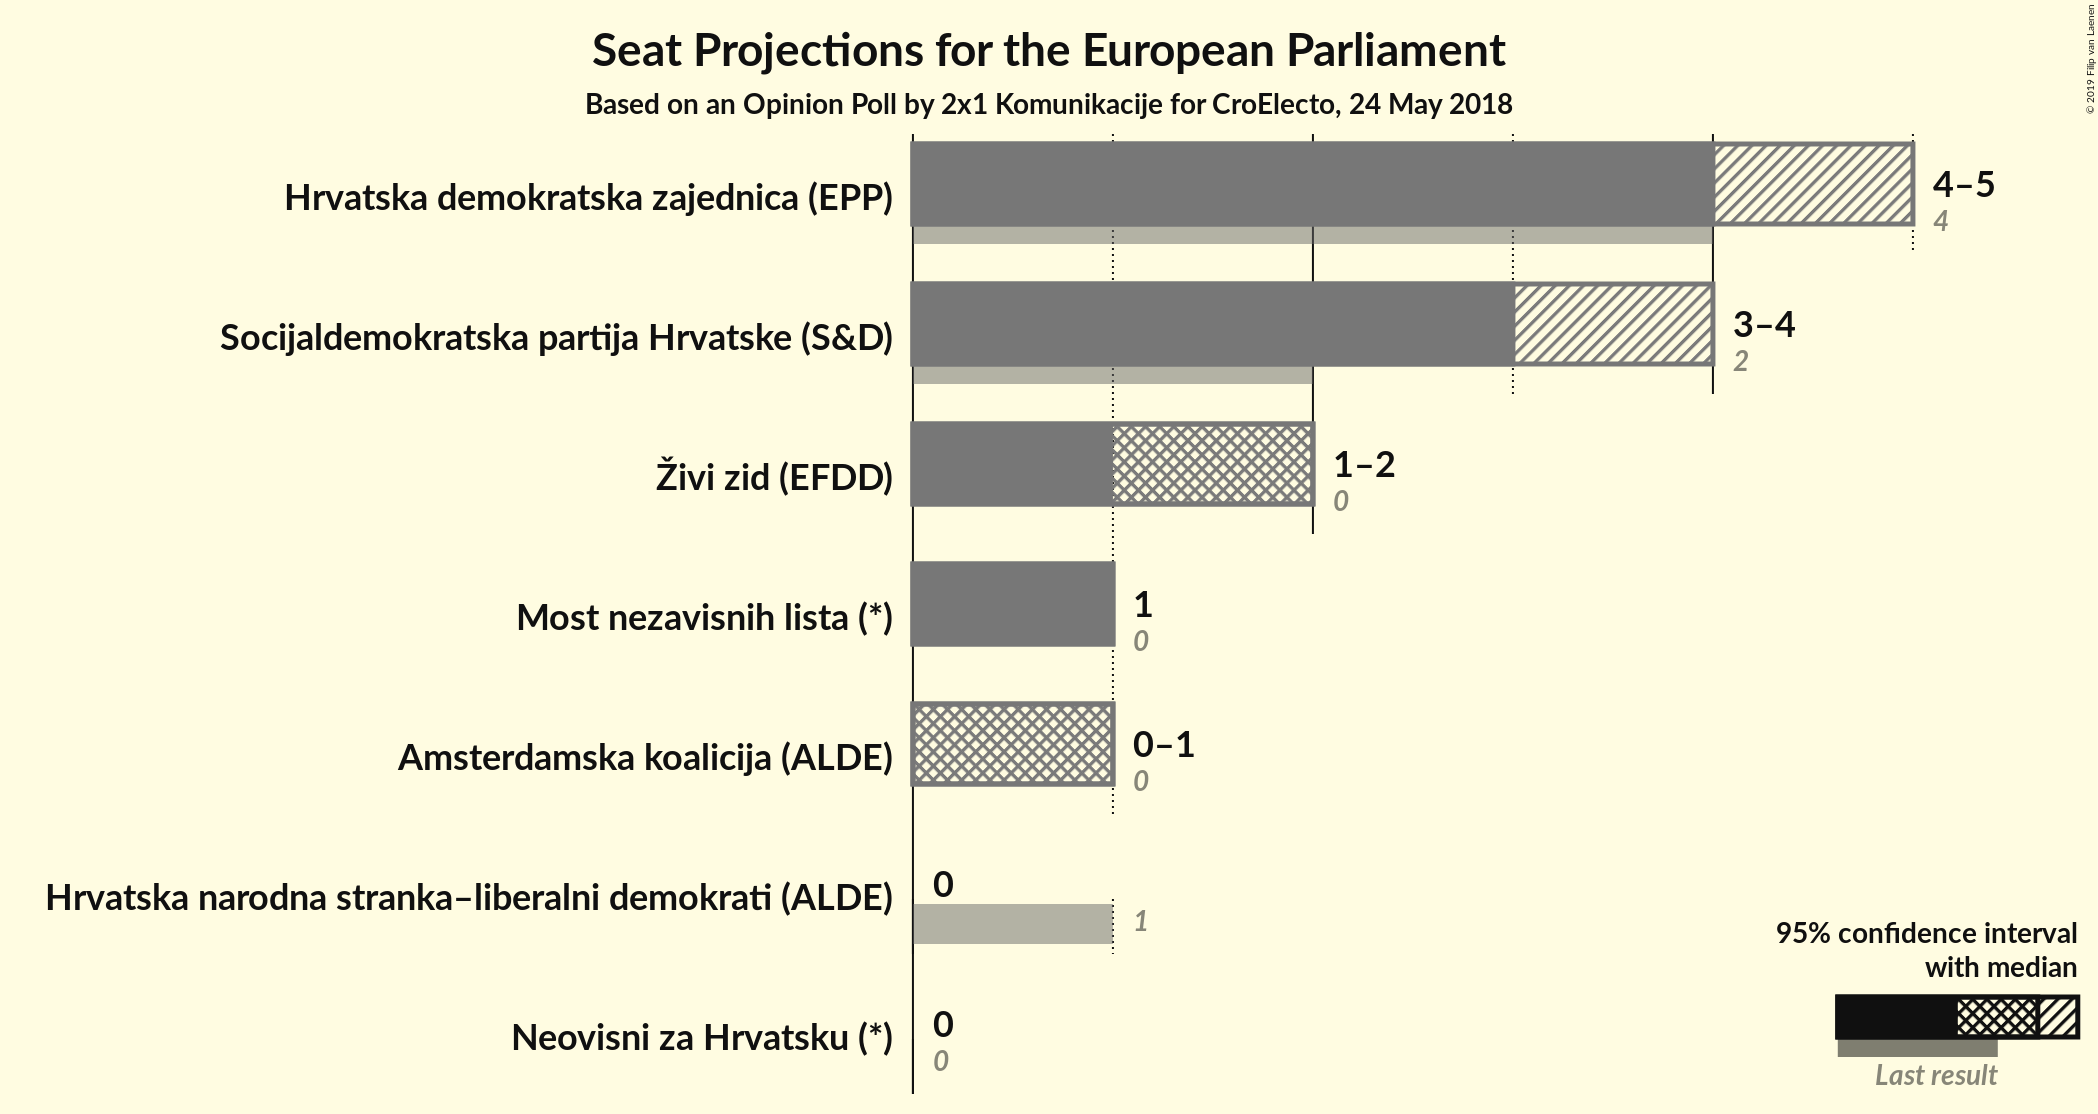 Seat Projections for the European Parliament
Based on an Opinion Poll by 2x1 Komunikacije for CroElecto, 24 May 2018
© 2019 Filip van Laenen
Hrvatska demokratska zajednica (EPP)
4–5
4
Socijaldemokratska partija Hrvatske (S&D)
3–4
2
Živi zid (EFDD)
1–2
0
Most nezavisnih lista (*)
1
0
Amsterdamska koalicija (ALDE)
0–1
0
Hrvatska narodna stranka–liberalni demokrati (ALDE)
0
1
Neovisni za Hrvatsku (*)
0
0
95% confidence interval
with median
Last result